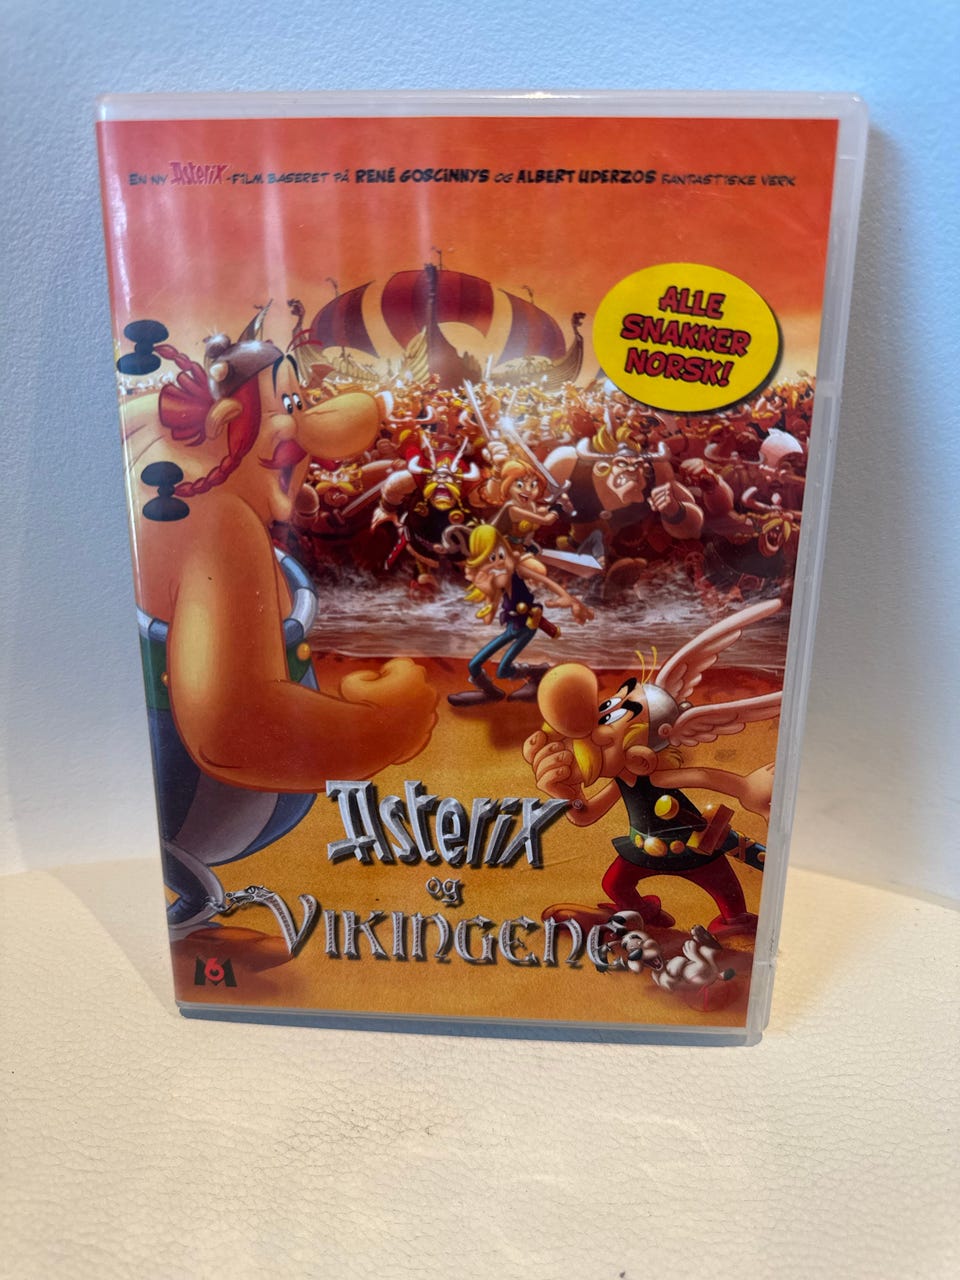 EN NY Asterix-FILM BASERET PÅ RENÉ GOSCINNYS OG ALBERT UDERZOS FANTASTISKE VERK
ALLE
SNAKKER
NORSK!
Asterix®
og
VIKINGENE
M6